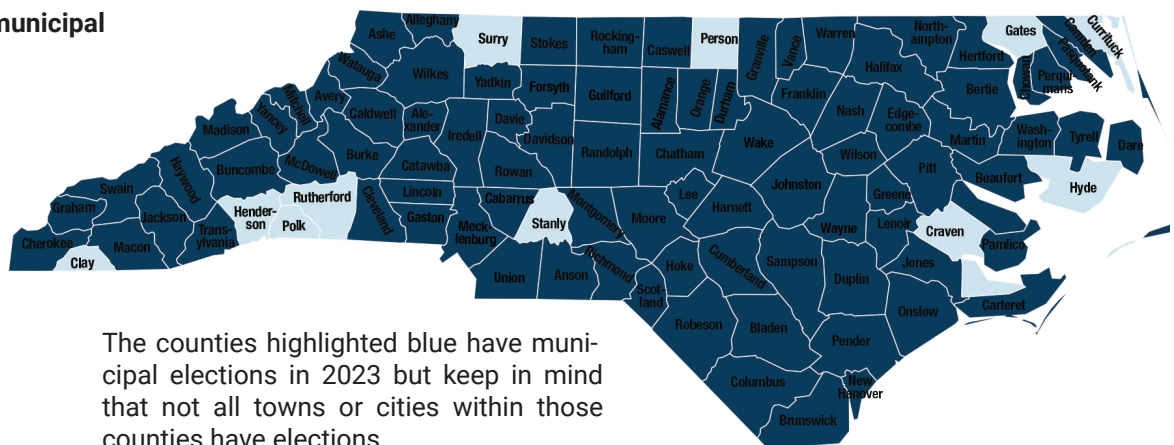 municipal
Alleghany
Ashe
Surry
Stokes
Rocking-
ham
Caswell
Person
Granville
Vance
Warren
North-
ampton
Gates
Hertford
Halifax
Currituck
Camden
Pasquotank
Perqui-
mans
Chowan
Bertie
Watauga
Wilkes
Yadkin
Forsyth
Guilford
Alamance
Orange
Durham
Franklin
Nash
Edge-
combe
Martin
Wash-
ington
Tyrell
Dare
Mitchell
Avery
Yancey
Madison
Caldwell
Ale-
xander
Iredell
Davie
Davidson
Randolph
Chatham
Wake
Wilson
Pitt
Beaufort
Hyde
Haywood
Buncombe
McDowell
Burke
Catawba
Rowan
Swain
Graham
Cherokee
Clay
Macon
Jackson
Trans-
ylvania
Hender-
son
Polk
Rutherford
Cleveland
Lincoln
Gaston
Meck-
lenburg
Cabarrus
Stanly
Montgomery
Moore
Lee
Harnett
Johnston
Greene
Lenoir
Wayne
Craven
Pamlico
Union
Anson
Richmond
Scot-
land
Hoke
Cumberland
Sampson
Duplin
Jones
Onslow
Carteret
Robeson
Bladen
Pender
Columbus
Brunswick
New
Hanover
The counties highlighted blue have muni-
cipal elections in 2023 but keep in mind
that not all towns or cities within those
counties have elections